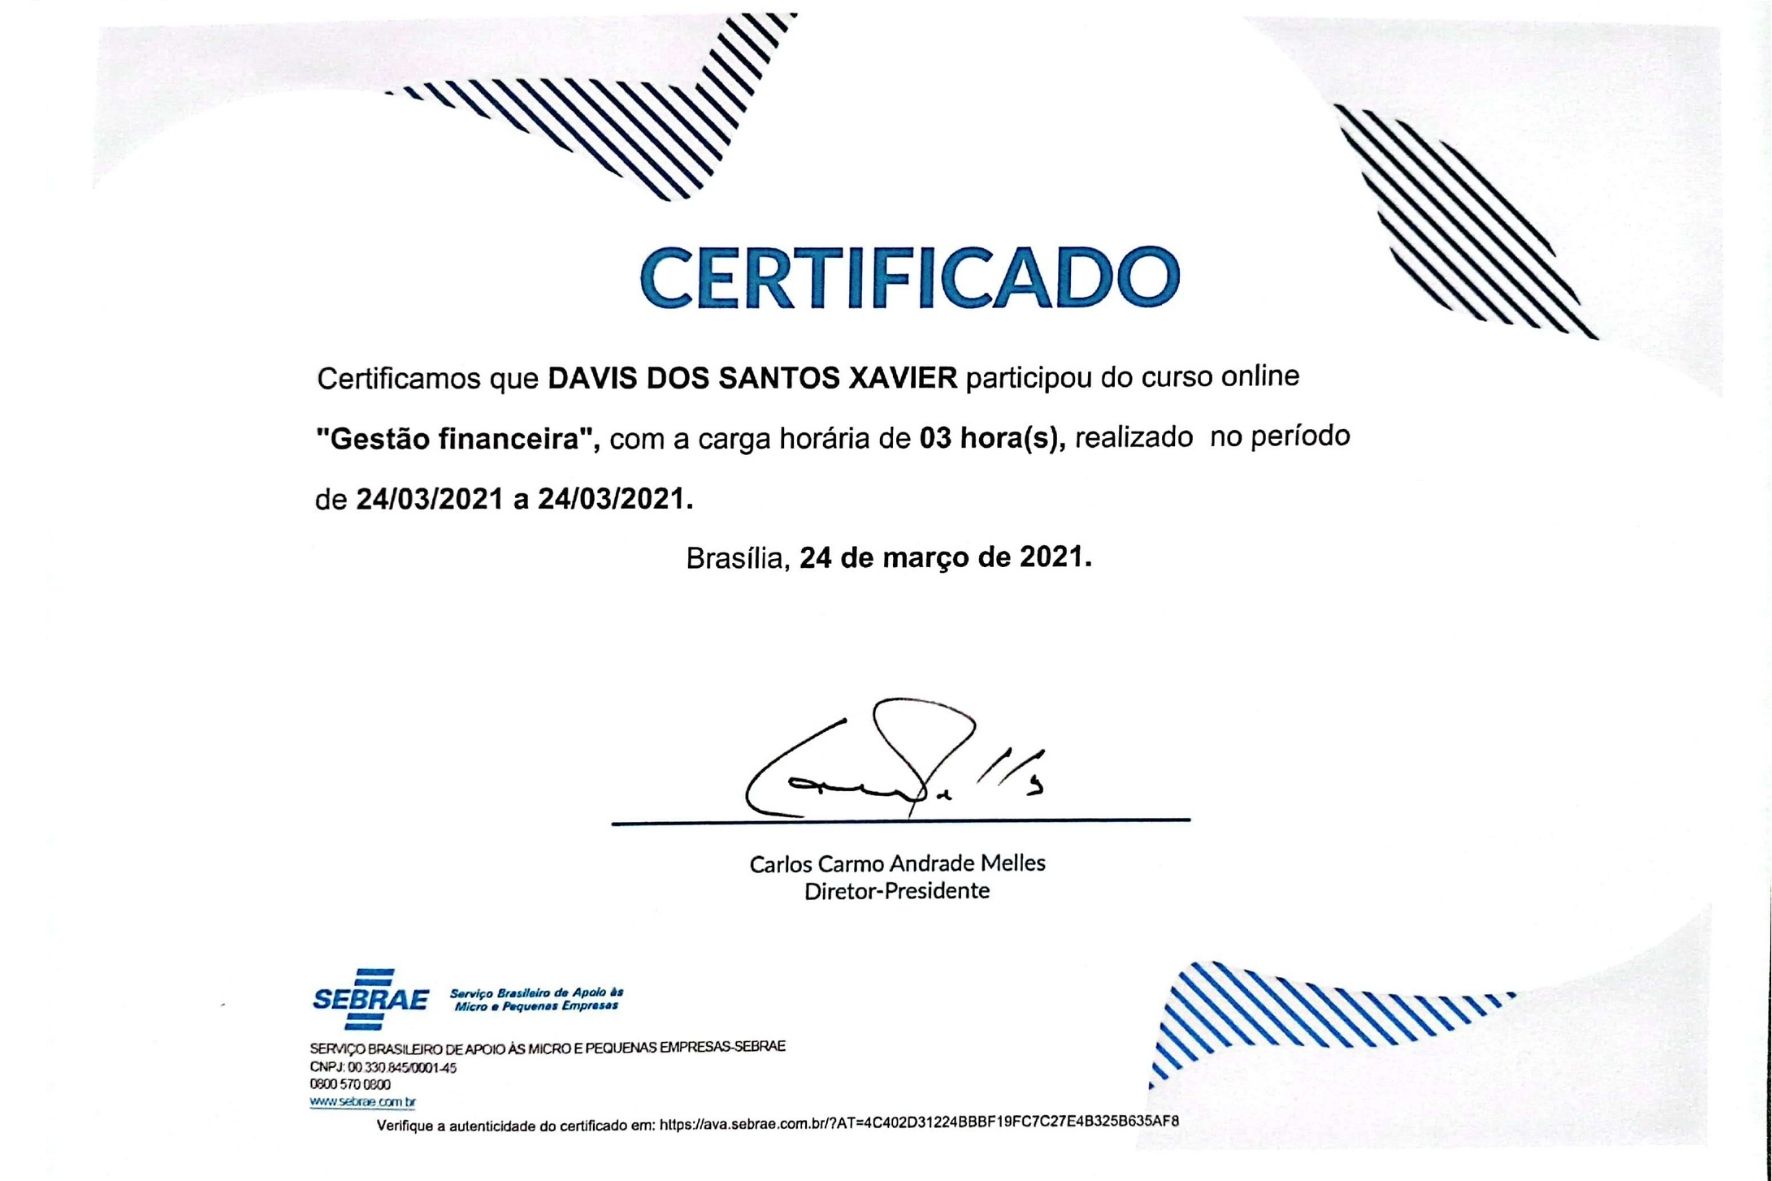 CERTIFICADO
Certificamos que DAVIS DOS SANTOS XAVIER participou do curso online
"Gestão financeira", com a carga horária de 03 hora(s), realizado no período
de 24/03/2021 a 24/03/2021.
Brasília, 24 de março de 2021.
Carlos Carmo Andrade Melles
Diretor-Presidente
SEBRAE
Serviço Brasileiro de Apoio às
Micro e Pequenas Empresas
SERVIÇO BRASILEIRO DE APOIO ÀS MICRO E PEQUENAS EMPRESAS-SEBRAE
CNPJ: 00.330.845/0001-45
0800 570 0800
www.sebrae.com.br
Verifique a autenticidade do certificado em: https://ava.sebrae.com.br/?AT=4C402D31224BBBF19FC7C27E4B325B635AF8